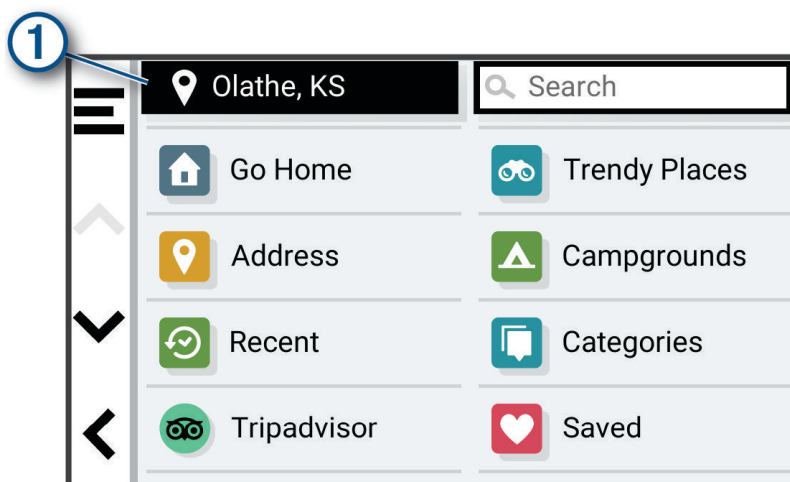 1
Olathe, KS
Search
Go Home
Trendy Places
Address
Campgrounds
Recent
Categories
Tripadvisor
Saved